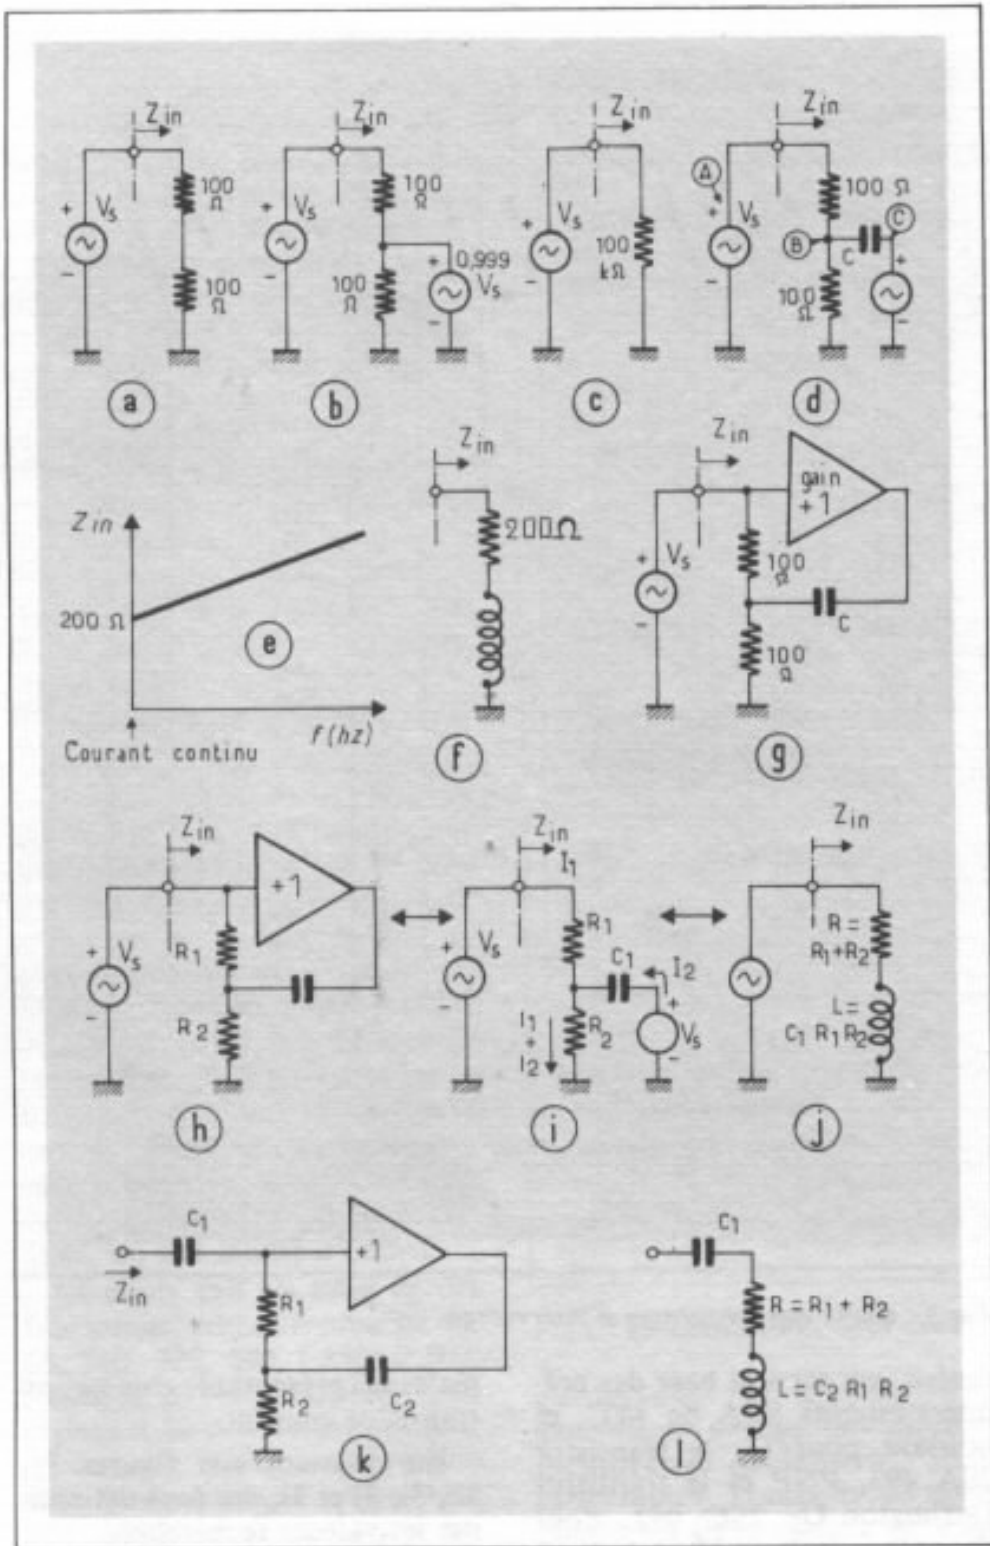 Zin
+
Vs
-
100
Ω
100
Ω
a
Zin
+
Vs
-
100
Ω
100
Ω
+
0,999
Vs
-
b
Zin
+
Vs
-
100
kΩ
c
Zin
A
+
Vs
-
100 Ω
B
C
C
100
Ω
+
-
d
Z in
200 Ω
e
f (hz)
Courant continu
Zin
200Ω
f
Zin
gain
+1
+
Vs
-
100
Ω
C
100
Ω
g
Zin
+1
+
Vs
-
R1
R2
h
Zin
I1
+
Vs
-
R1
C1
I2
+
I1
+
I2
R2
Vs
-
i
Zin
R =
R1+R2
L =
C1 R1 R2
j
C1
Zin
+1
R1
R2
C2
k
C1
R = R1 + R2
L = C2 R1 R2
l